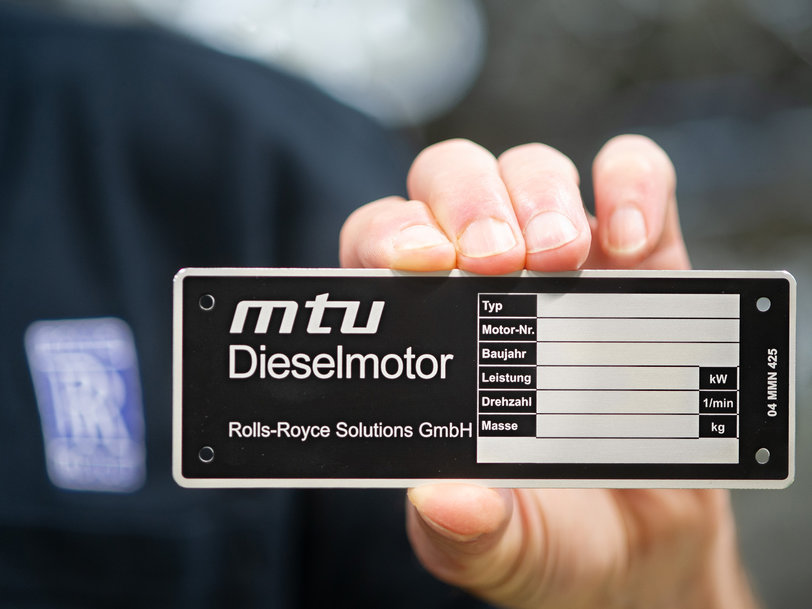 mtu
Dieselmotor
Rolls-Royce Solutions GmbH
Typ
Motor-Nr.
Baujahr
Leistung kW
Drehzahl 1/min
Masse kg
04 MMN 425
RR